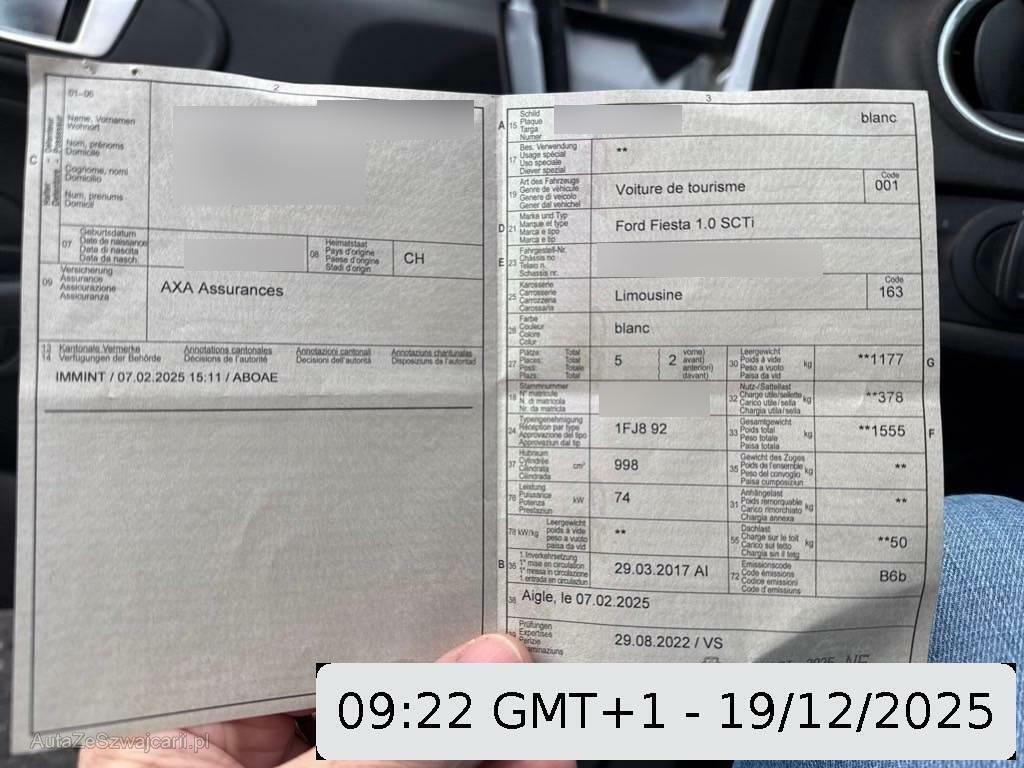 2
01-06
Name, Vornamen
Wohnort
Nom, prénoms
Domicile
Cognome, nomi
Domicilio
Num, prenums
Domicil
C
07
Geburtsdatum
Date de naissance
Data di nascita
Data da nasch.
08
Heimatstaat
Pays d'origine
Paese d'origine
Stadi d'origin
CH
09
Versicherung
Assurance
Assicurazione
Assicuranza
AXA Assurances
13 Kantonale Vermerke Annotations cantonales Annotazioni cantonali Annotaziuns chantunalas
14 Verfügungen der Behörde Décisions de l'autorité Decisioni dell'autorità Disposiziuns da l'autoritad
IMMINT / 07.02.2025 15:11 / ABOAE
3
A 15
Schild
Plaque
Targa
Numer
blanc
17
Bes. Verwendung
Usage spécial
Uso speciale
Diever spezial
**
19
Art des Fahrzeugs
Genre de véhicule
Genere di veicolo
Gener dal vehichel
Voiture de tourisme
Code
001
D 21
Marke und Typ
Marque et type
Marca e tipo
Marca e tip
Ford Fiesta 1.0 SCTi
E 23
Fahrgestell-Nr.
Châssis no
Telaio n.
Schassis nr.
25
Karosserie
Carrosserie
Carrozzeria
Carossaria
Limousine
Code
163
26
Farbe
Couleur
Colore
Colur
blanc
27
Plätze: Total
Places: Total
Posti: Totale
Plazs: Total
5
2
vorne)
avant)
anteriori)
davant)
30
Leergewicht
Poids à vide
Peso a vuoto
Paisa da vid
kg
**1177
G
18
Stammnummer
N° matricule
N. di matricola
Nr. da matricla
32
Nutz-/Sattellast
Charge utile/sellette
Carico utile/sella
Chargia utila/sella
kg
**378
24
Typengenehmigung
Réception par type
Approvazione del tipo
Approvaziun dal tip
1FJ8 92
33
Gesamtgewicht
Poids total
Peso totale
Paisa totala
kg
**1555
F
37
Hubraum
Cylindrée
Cilindrata
Cilindrada
cm³
998
35
Gewicht des Zuges
Poids de l'ensemble
Peso del convoglio
Paisa cumposiziun
kg
**
76
Leistung
Puissance
Potenza
Prestaziun
kW
74
31
Anhängelast
Poids remorquable
Carico rimorchiato
Chargia annexa
kg
**
78 kW/kg
Leergewicht
poids à vide
peso a vuoto
paisa da vid
**
55
Dachlast
Charge sur le toit
Carico sul tetto
Chargia sin il tetg
kg
**50
B 36
1. Inverkehrsetzung
1re mise en circulation
1a messa in circolazione
1. entrada en circulaziun
29.03.2017 AI
72
Emissionscode
Code émissions
Codice emissioni
Code d'emissiuns
B6b
38
Aigle, le 07.02.2025
39
Prüfungen
Expertises
Perizie
29.08.2022 / VS
AutaZeSzwajcarii.pl
09:22 GMT+1 - 19/12/2025